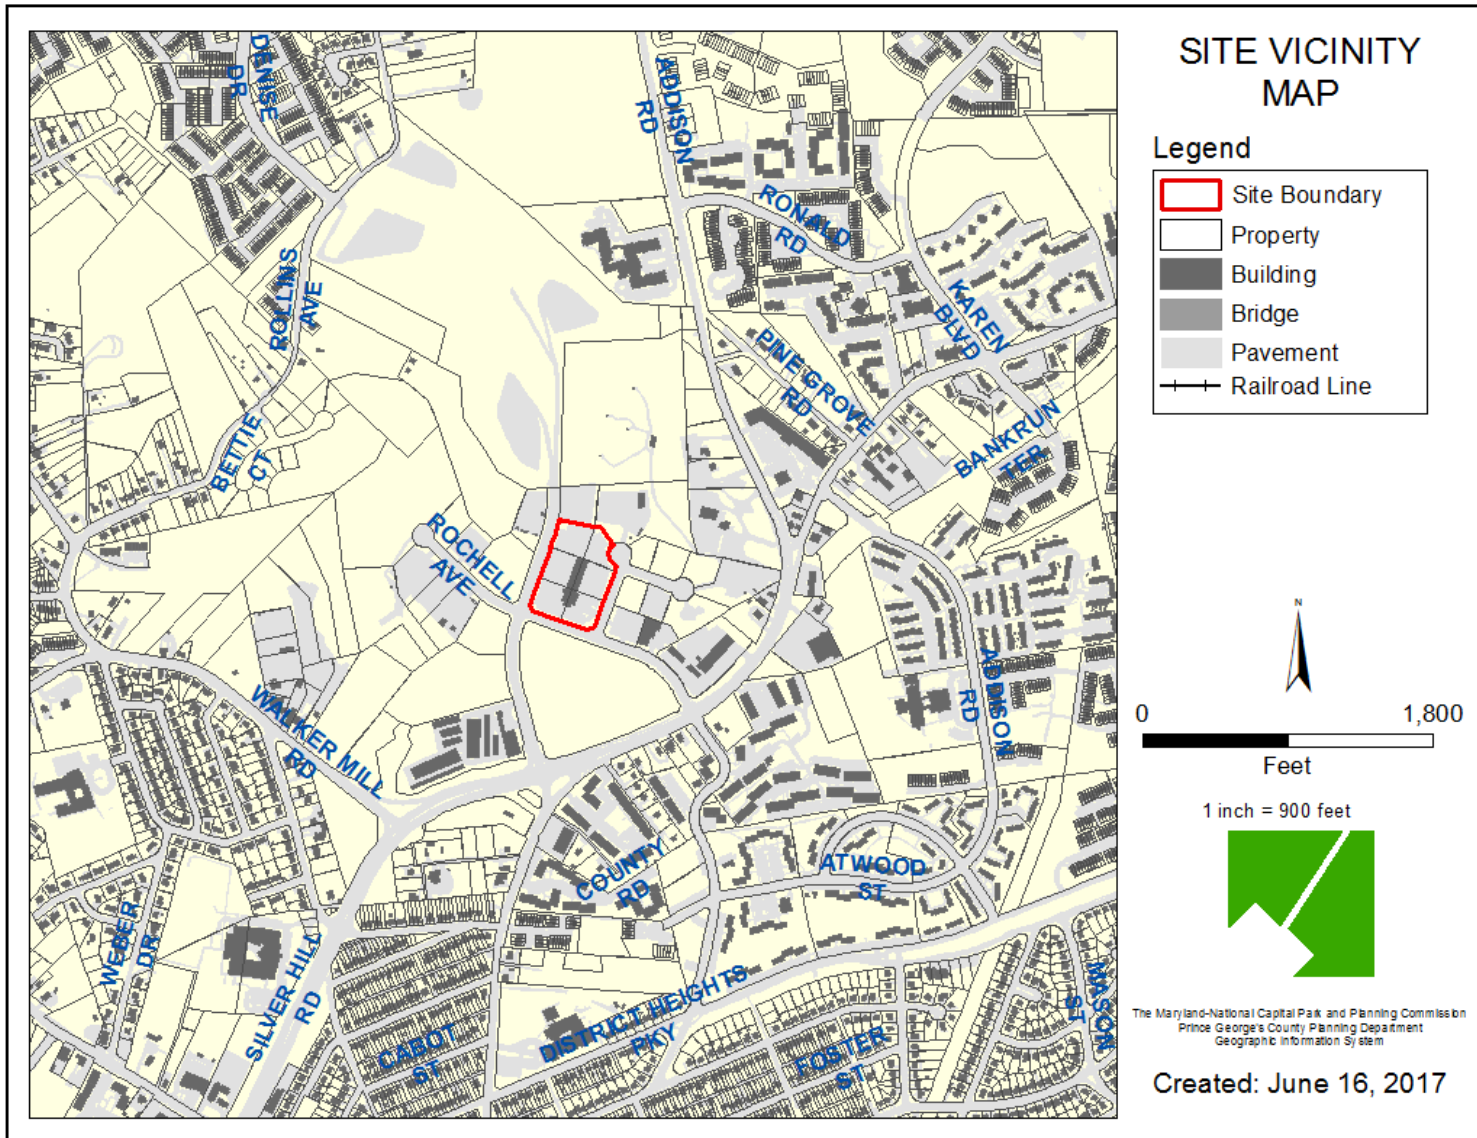 SITE VICINITY
MAP
Legend
Site Boundary
Property
Building
Bridge
Pavement
Railroad Line
N
0 1,800
Feet
1 inch = 900 feet
The Maryland-National Capital Park and Planning Commission
Prince George's County Planning Department
Geographic Information System
Created: June 16, 2017
DENISE
DR
ADDISON
RD
RONALD
RD
ROLLINS
AVE
KAREN
BLVD
PINE GROVE
RD
BETTIE
CT
BANKRUN
TER
ROCHELL
AVE
WALKER MILL
RD
ADDISON
RD
COUNTY
RD
ATWOOD
ST
WEBER
DR
SILVER HILL
RD
CABOT
ST
DISTRICT HEIGHTS
PKY
FOSTER
ST
MASON
ST